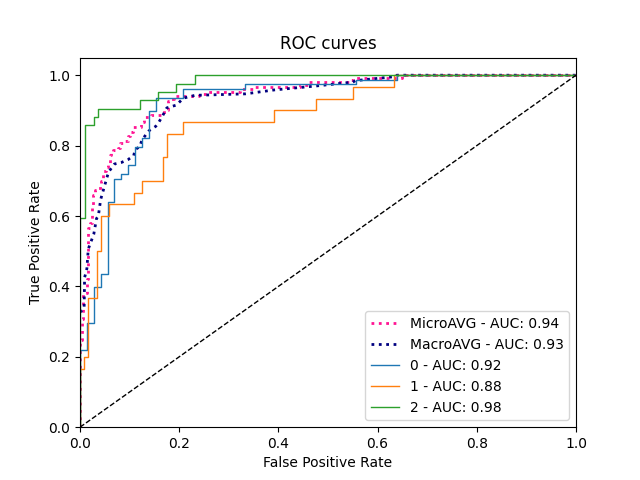 ROC curves
1.0
0.8
0.6
0.4
0.2
0.0
True Positive Rate
MicroAVG - AUC: 0.94
MacroAVG - AUC: 0.93
0 - AUC: 0.92
1 - AUC: 0.88
2 - AUC: 0.98
0.0 0.2 0.4 0.6 0.8 1.0
False Positive Rate